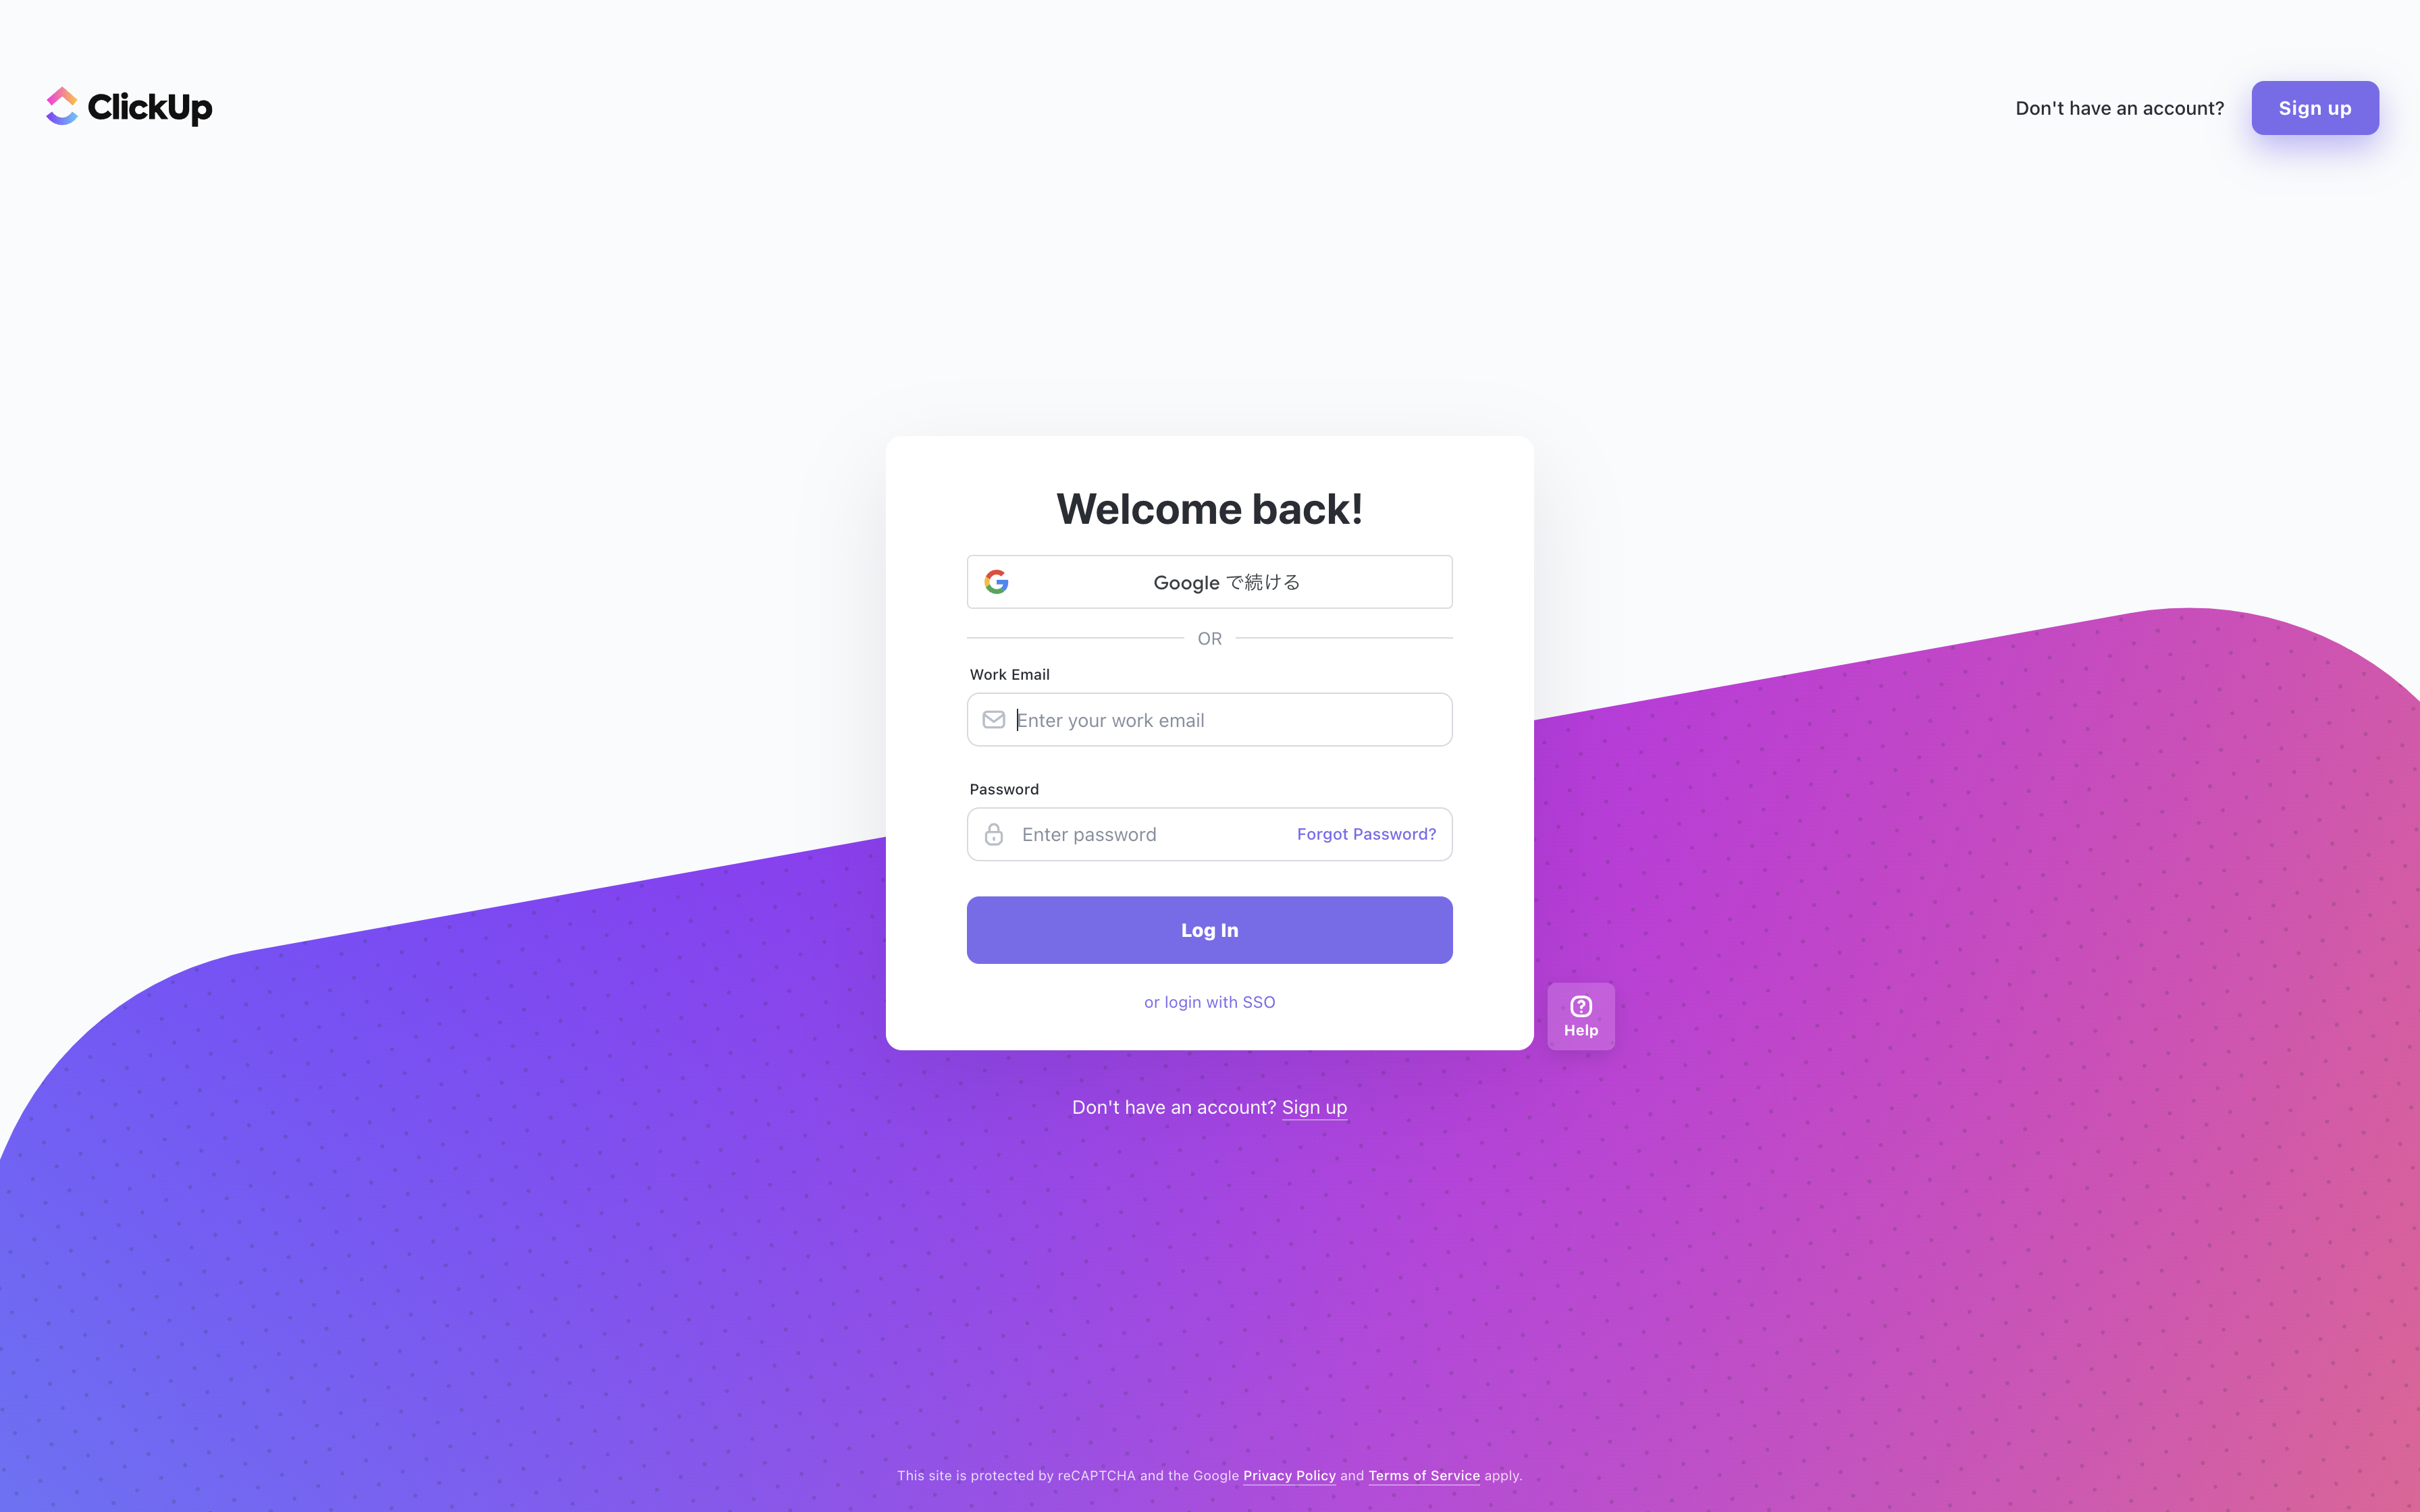 ClickUp
Don't have an account? Sign up
Welcome back!
Google で続ける
OR
Work Email
Enter your work email
Password
Enter password Forgot Password?
Log In
or login with SSO
Help
Don't have an account? Sign up
This site is protected by reCAPTCHA and the Google Privacy Policy and Terms of Service apply.